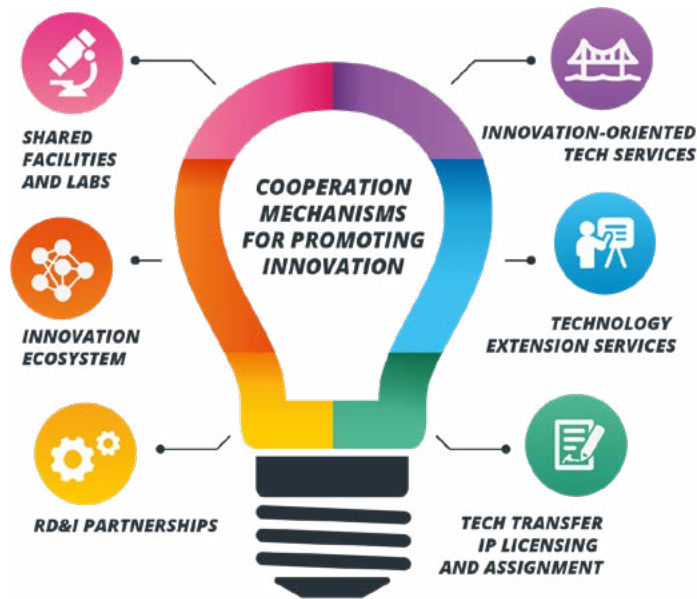 SHARED
FACILITIES
AND LABS
INNOVATION-ORIENTED
TECH SERVICES
COOPERATION
MECHANISMS
FOR PROMOTING
INNOVATION
INNOVATION
ECOSYSTEM
TECHNOLOGY
EXTENSION SERVICES
RD&I PARTNERSHIPS
TECH TRANSFER
IP LICENSING
AND ASSIGNMENT